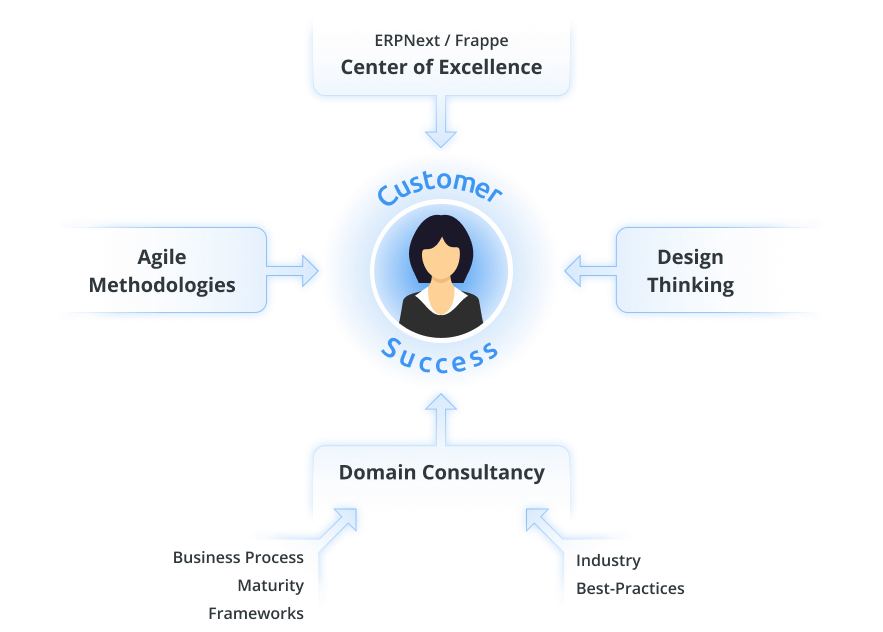 ERPNext / Frappe
Center of Excellence
Customer
Agile
Methodologies
Design
Thinking
Success
Domain Consultancy
Business Process
Maturity
Frameworks
Industry
Best-Practices